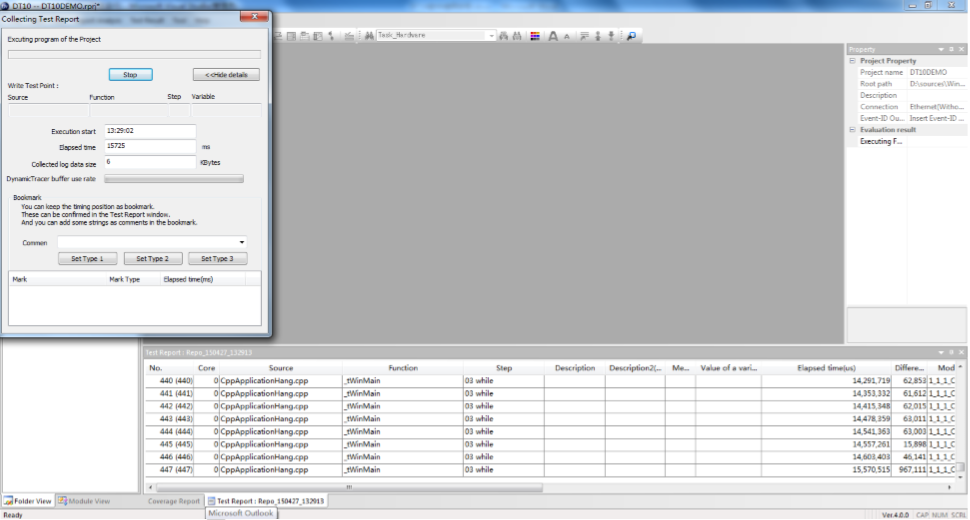 DT10 -- DT10DEMO.rpri*
Collecting Test Report
Excuting program of the Project
Stop
<<Hide details
Write Test Point :
Source Function Step Variable
Execution start 13:29:02
Elapsed time 15725 ms
Collected log data size 6 KBytes
DynamicTracer buffer use rate
Bookmark
You can keep the timing position as bookmark.
These can be confirmed in the Test Report window.
And you can add some strings as comments in the bookmark.
Commen
Set Type 1 Set Type 2 Set Type 3
Mark Mark Type Elapsed time(ms)
Task_Hardware
Property
Project Property
Project name DT10DEMO
Root path D:\sources\Win...
Description
Connection Ethernet(Witho...
Event-ID Ou... Insert Event-ID ...
Evaluation result
Executing F...
Test Report : Repo_150427_132913
No. Core Source Function Step Description Description2(... Me... Value of a vari... Elapsed time(us) Differe... Mod
440 (440) 0 CppApplicationHang.cpp _tWinMain 03 while 14,291,719 62,853 1_1_1_C
441 (441) 0 CppApplicationHang.cpp _tWinMain 03 while 14,353,332 61,612 1_1_1_C
442 (442) 0 CppApplicationHang.cpp _tWinMain 03 while 14,415,348 62,015 1_1_1_C
443 (443) 0 CppApplicationHang.cpp _tWinMain 03 while 14,478,359 63,011 1_1_1_C
444 (444) 0 CppApplicationHang.cpp _tWinMain 03 while 14,541,363 63,003 1_1_1_C
445 (445) 0 CppApplicationHang.cpp _tWinMain 03 while 14,557,261 15,898 1_1_1_C
446 (446) 0 CppApplicationHang.cpp _tWinMain 03 while 14,603,403 46,141 1_1_1_C
447 (447) 0 CppApplicationHang.cpp _tWinMain 03 while 15,570,515 967,111 1_1_1_C
Folder View Module View Coverage Report Test Report : Repo_150427_132913
Microsoft Outlook
Ready Ver.4.0.0 CAP NUM SCRL